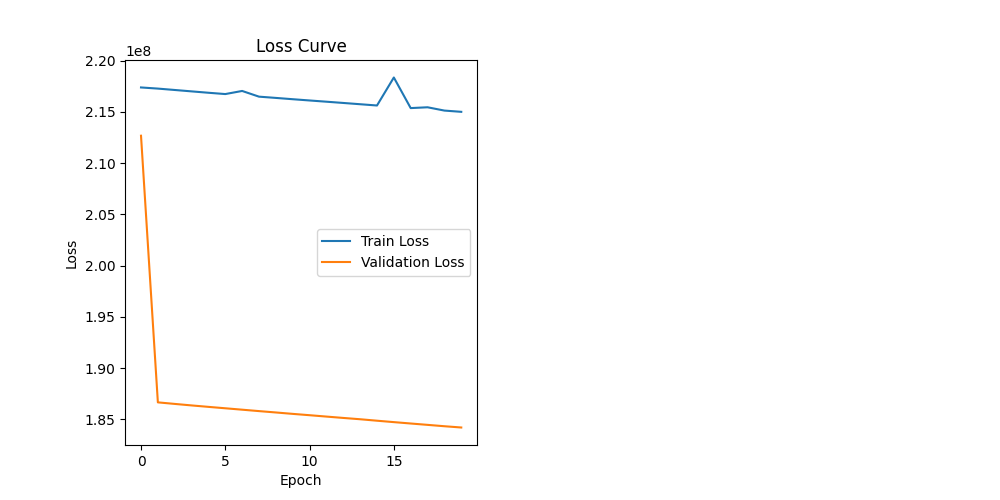 Loss Curve
1e8
2.20
2.15
2.10
2.05
2.00
1.95
1.90
1.85
Loss
Train Loss
Validation Loss
0 5 10 15
Epoch